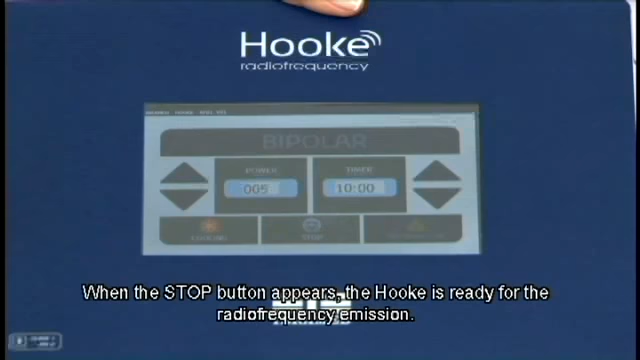 Hooke
radiofrequency
BIPOLAR
POWER
TIMER
005
10:00
COOLING
STOP
When the STOP button appears, the Hooke is ready for the
radiofrequency emission.